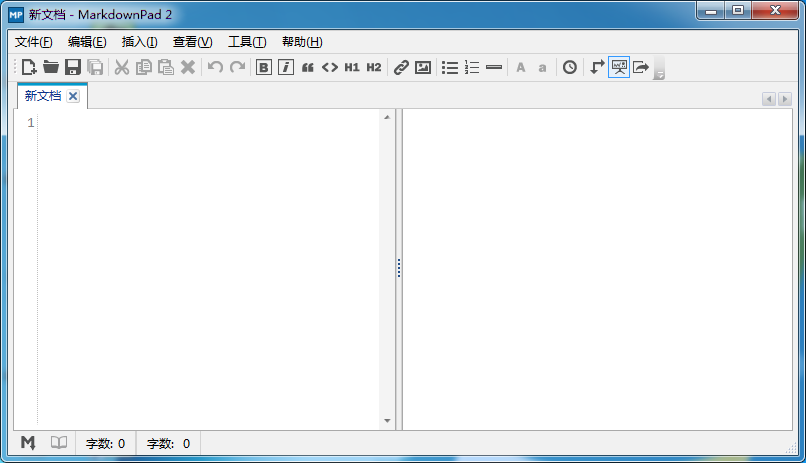 MP 新文档 - MarkdownPad 2
文件(F) 编辑(E) 插入(I) 查看(V) 工具(T) 帮助(H)
B i H1 H2 A a
新文档
1
M 字数: 0 字数: 0